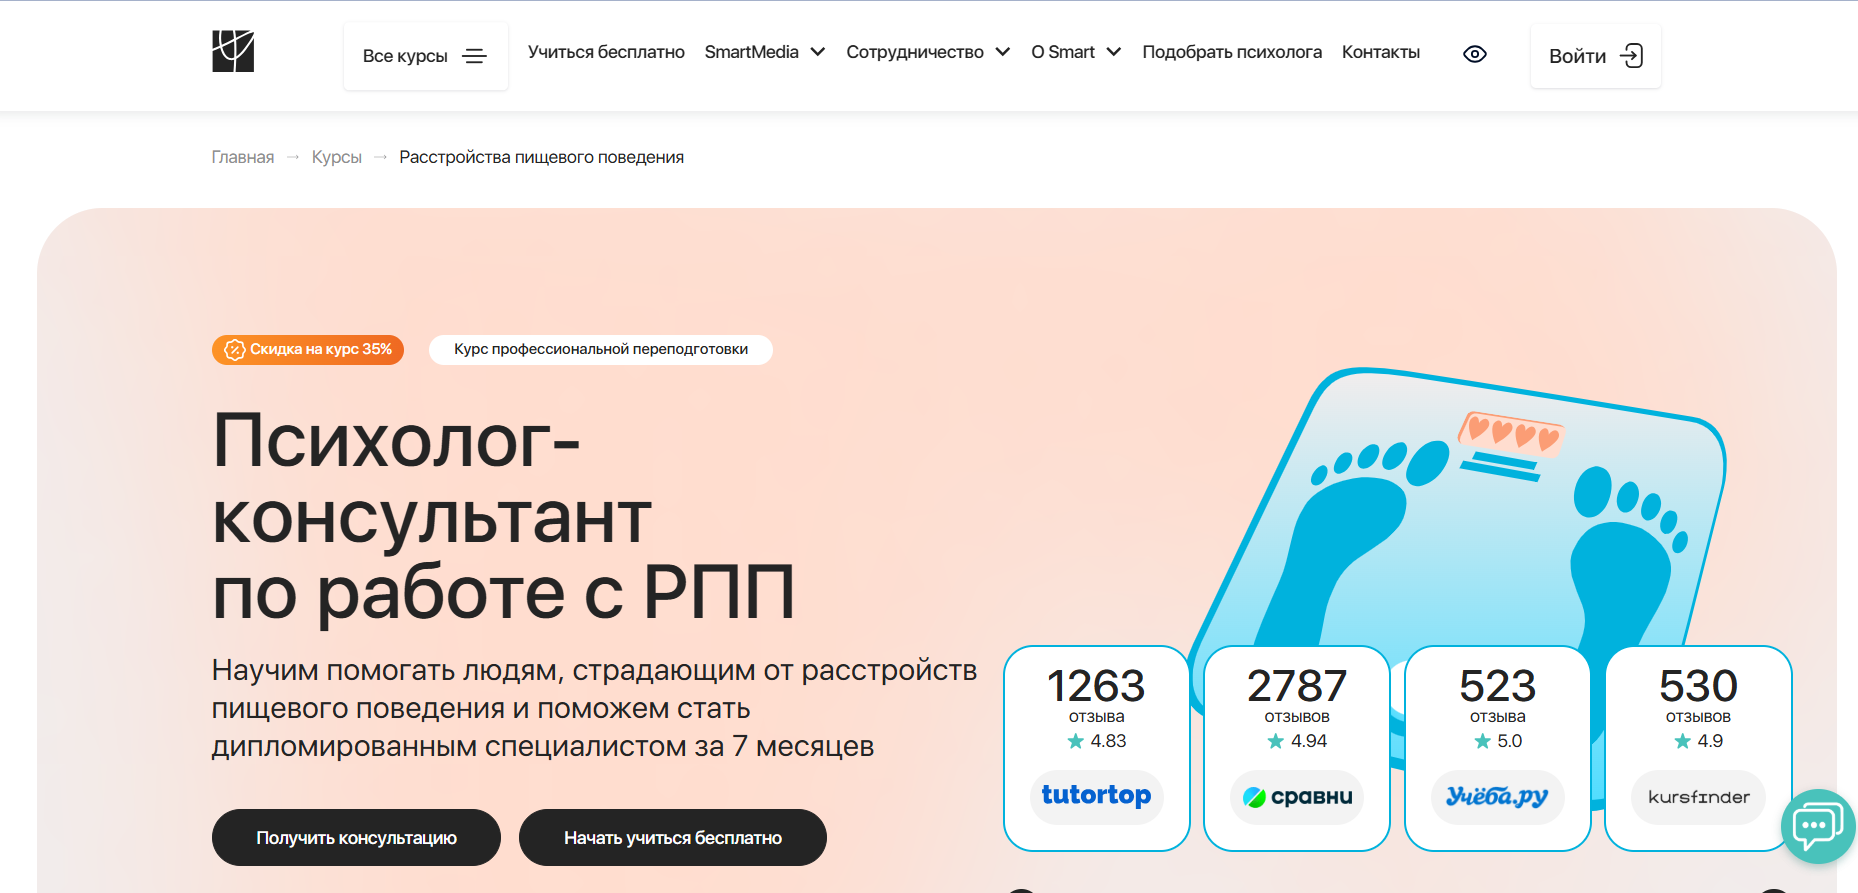 Все курсы
Учиться бесплатно
SmartMedia
Сотрудничество
О Smart
Подобрать психолога
Контакты
Войти
Главная → Курсы → Расстройства пищевого поведения
Скидка на курс 35%
Курс профессиональной переподготовки
Психолог-
консультант
по работе с РПП
Научим помогать людям, страдающим от расстройств
пищевого поведения и поможем стать
дипломированным специалистом за 7 месяцев
Получить консультацию
Начать учиться бесплатно
1263
отзыва
4.83
tutortop
2787
отзывов
4.94
сравни
523
отзыва
5.0
Учёба.ру
530
отзывов
4.9
kursfinder